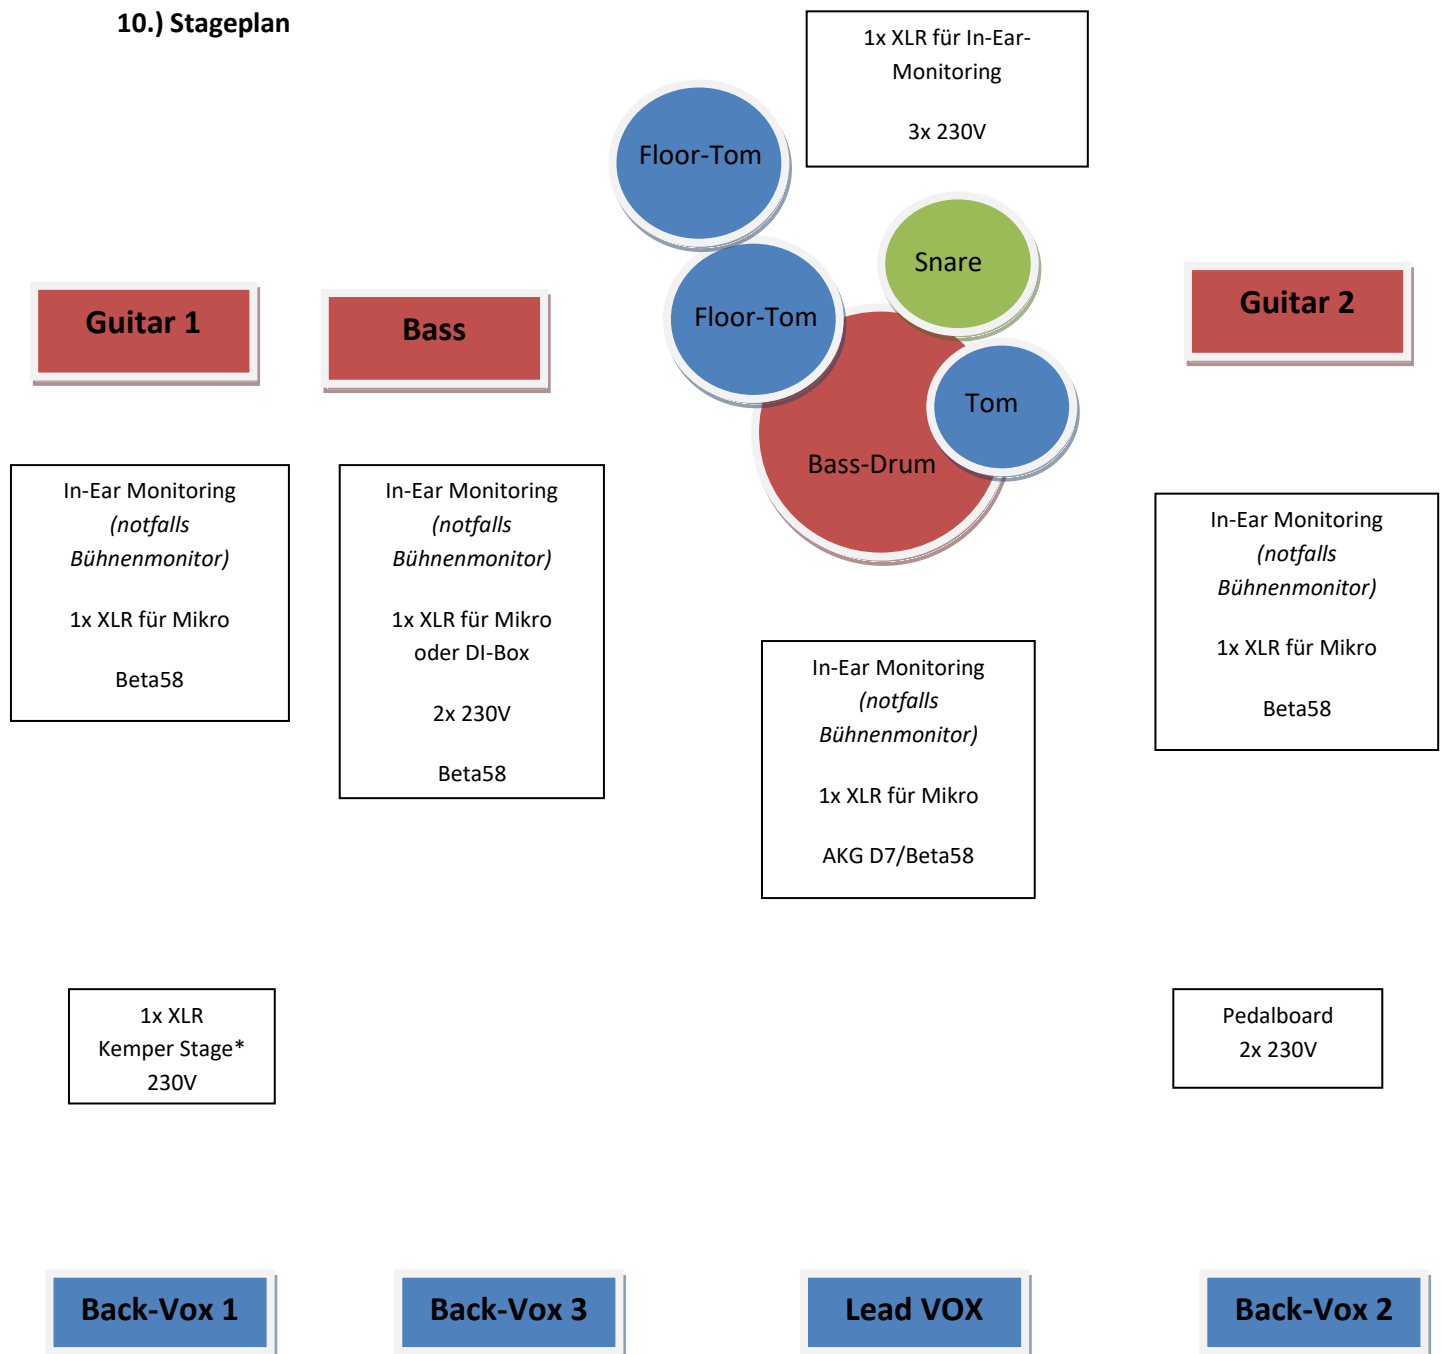 10.) Stageplan
1x XLR für In-Ear-
Monitoring
3x 230V
Floor-Tom
Snare
Floor-Tom
Tom
Bass-Drum
Guitar 1
Bass
Guitar 2
In-Ear Monitoring
(notfalls
Bühnenmonitor)
1x XLR für Mikro
Beta58
In-Ear Monitoring
(notfalls
Bühnenmonitor)
1x XLR für Mikro
oder DI-Box
2x 230V
Beta58
In-Ear Monitoring
(notfalls
Bühnenmonitor)
1x XLR für Mikro
AKG D7/Beta58
In-Ear Monitoring
(notfalls
Bühnenmonitor)
1x XLR für Mikro
Beta58
1x XLR
Kemper Stage*
230V
Pedalboard
2x 230V
Back-Vox 1
Back-Vox 3
Lead VOX
Back-Vox 2